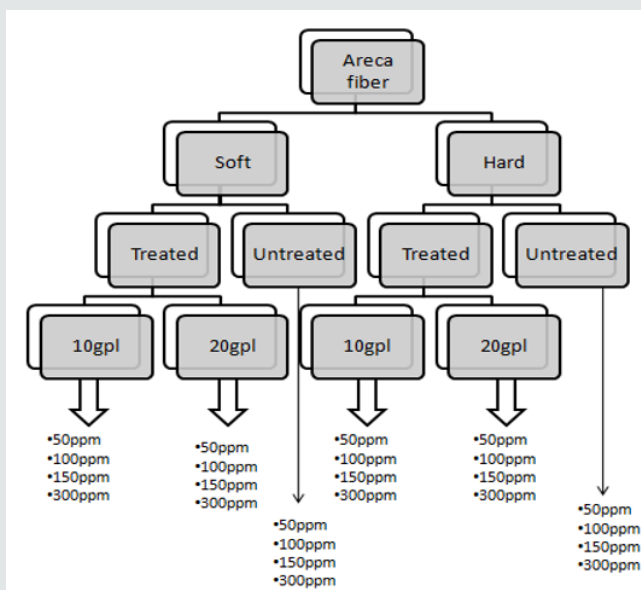 Areca
fiber
Soft
Hard
Treated
Untreated
Treated
Untreated
10gpl
20gpl
10gpl
20gpl
•50ppm
•100ppm
•150ppm
•300ppm
•50ppm
•100ppm
•150ppm
•300ppm
•50ppm
•100ppm
•150ppm
•300ppm
•50ppm
•100ppm
•150ppm
•300ppm
•50ppm
•100ppm
•150ppm
•300ppm
•50ppm
•100ppm
•150ppm
•300ppm